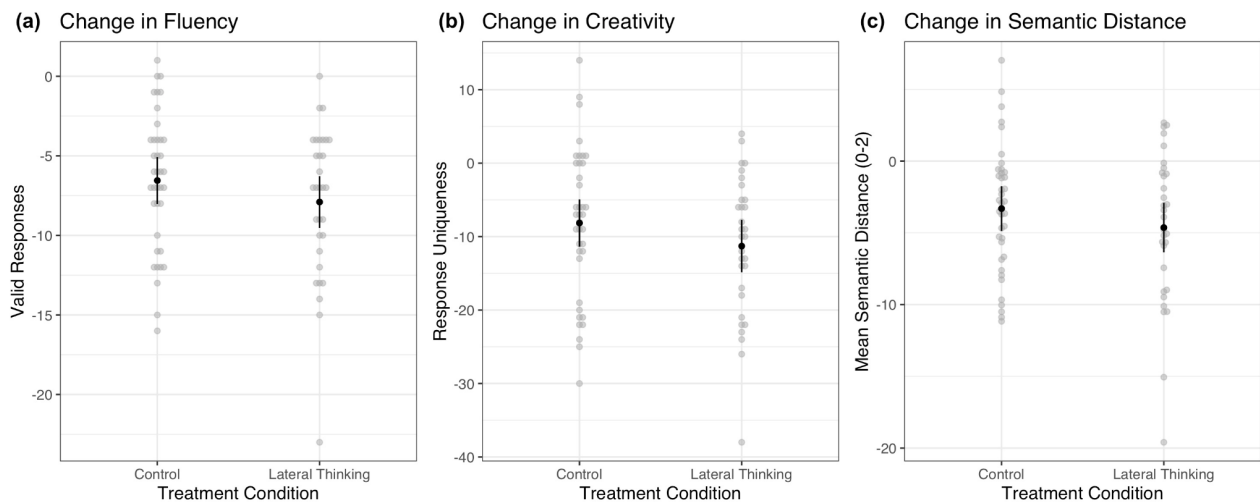 (a) Change in Fluency
Valid Responses
0
-5
-10
-15
-20
Control
Lateral Thinking
Treatment Condition
(b) Change in Creativity
Response Uniqueness
10
0
-10
-20
-30
-40
Control
Lateral Thinking
Treatment Condition
(c) Change in Semantic Distance
Mean Semantic Distance (0-2)
0
-10
-20
Control
Lateral Thinking
Treatment Condition